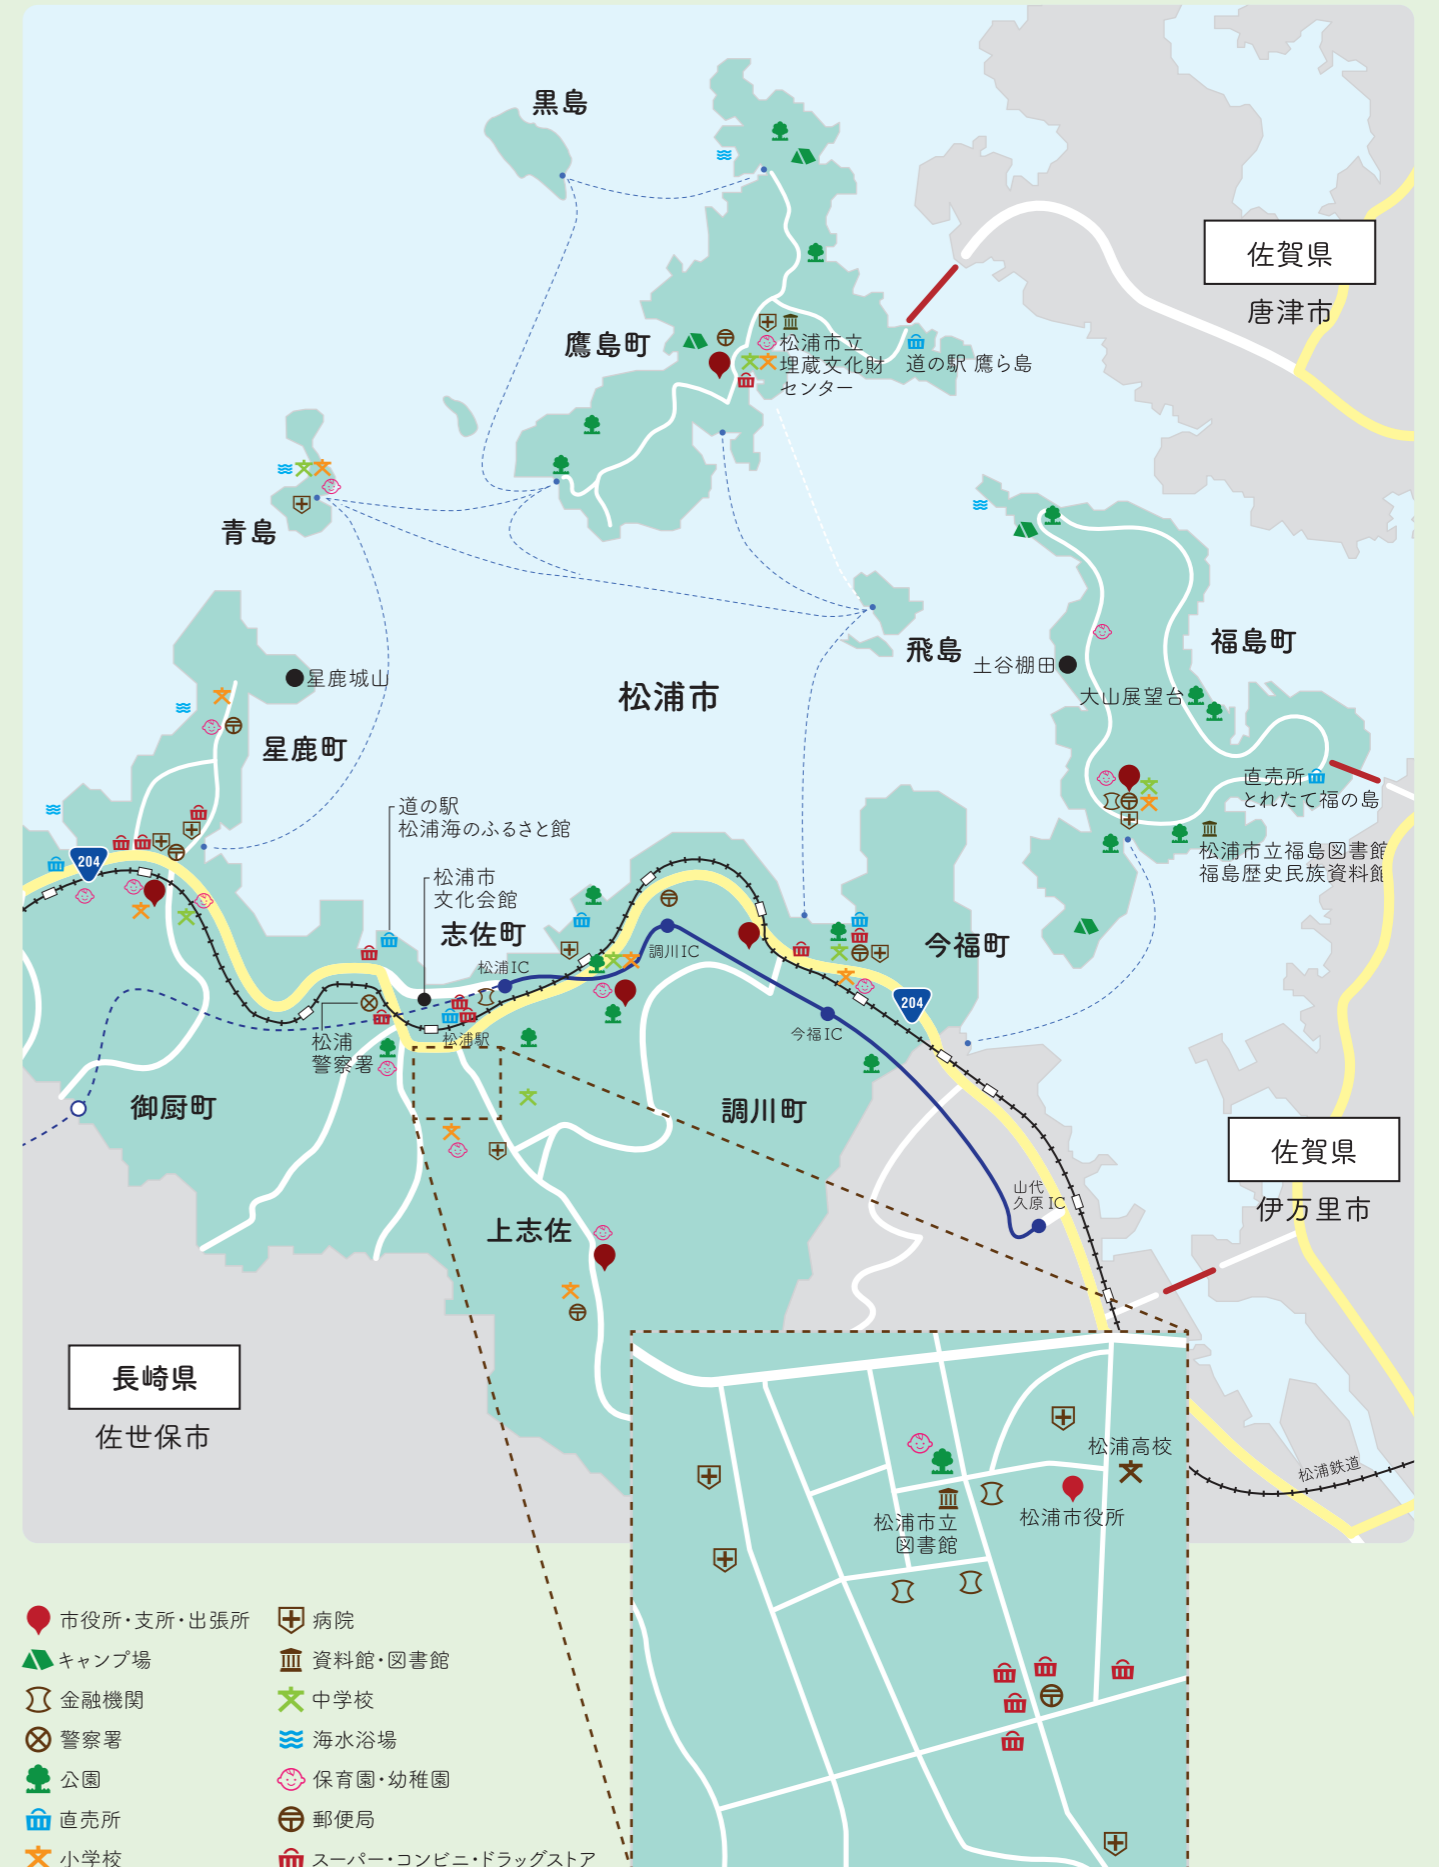 黒島
佐賀県
唐津市
鷹島町
松浦市立
埋蔵文化財
センター
道の駅 鷹ら島
青島
飛島
福島町
土谷棚田
大山展望台
星鹿城山
松浦市
星鹿町
直売所
とれたて福の島
道の駅
松浦海のふるさと館
松浦市立福島図書館
福島歴史民族資料館
204
松浦市
文化会館
志佐町
今福町
調川IC
松浦IC
204
今福IC
松浦駅
松浦
警察署
御厨町
調川町
佐賀県
伊万里市
山代
久原 IC
上志佐
長崎県
佐世保市
松浦高校
松浦鉄道
松浦市役所
松浦市立
図書館
市役所・支所・出張所
病院
キャンプ場
資料館・図書館
金融機関
中学校
警察署
海水浴場
公園
保育園・幼稚園
直売所
郵便局
小学校
スーパー・コンビニ・ドラッグストア